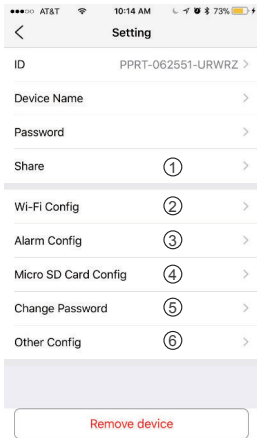 AT&T 10:14 AM 73%
Setting
ID PPRT-062551-URWRZ
Device Name
Password
Share ①
Wi-Fi Config ②
Alarm Config ③
Micro SD Card Config ④
Change Password ⑤
Other Config ⑥
Remove device